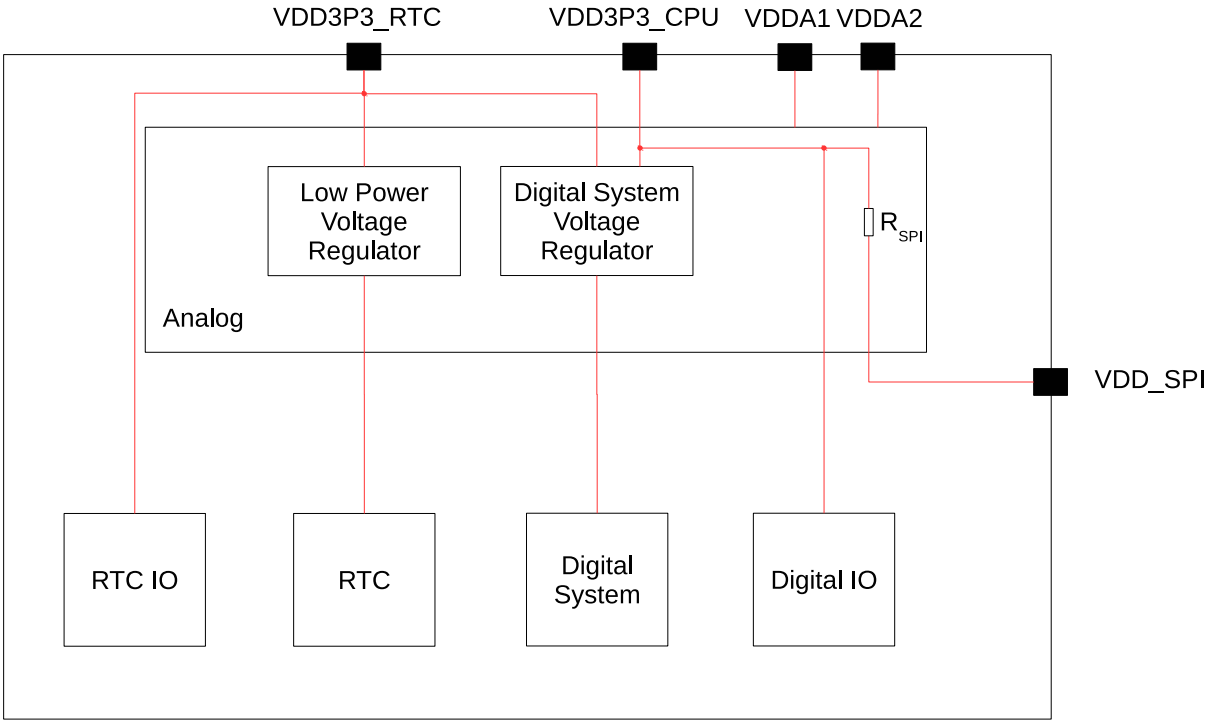 VDD3P3_RTC
VDD3P3_CPU
VDDA1
VDDA2
Low Power
Voltage
Regulator
Digital System
Voltage
Regulator
RSPI
Analog
VDD_SPI
RTC IO
RTC
Digital
System
Digital IO